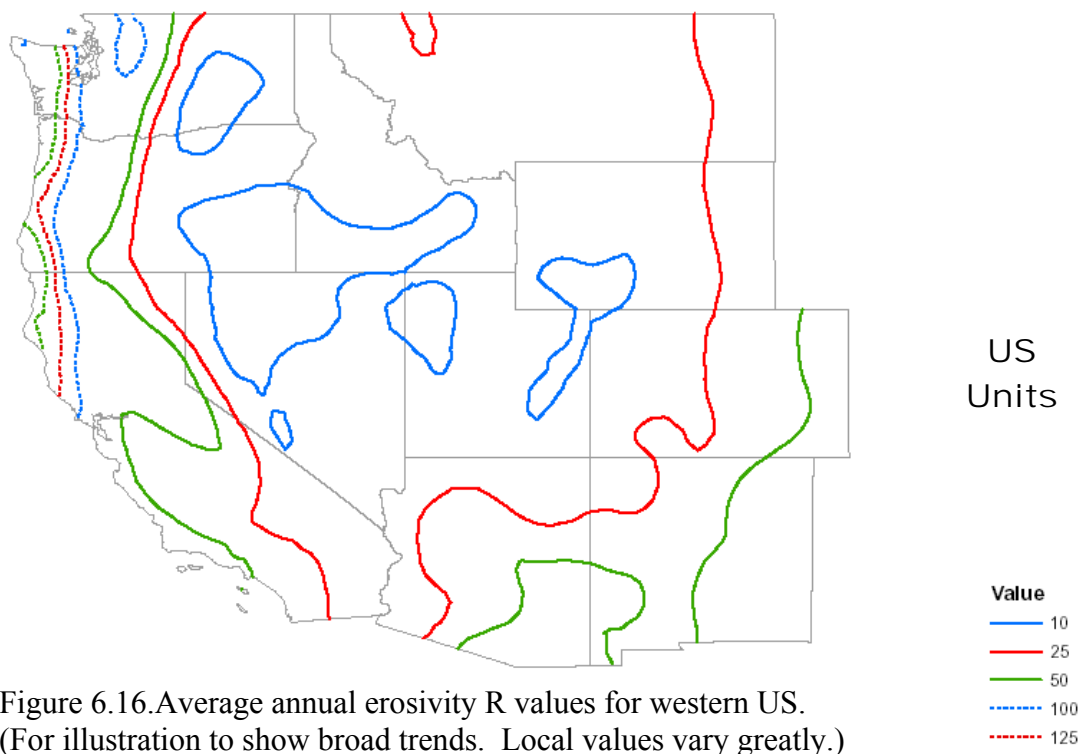 US
Units
Value
10
25
50
100
125
Figure 6.16.Average annual erosivity R values for western US.
(For illustration to show broad trends.  Local values vary greatly.)